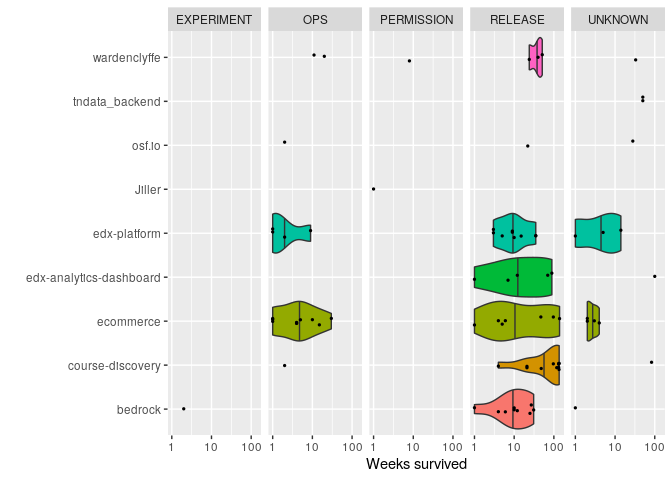 EXPERIMENT OPS PERMISSION RELEASE UNKNOWN
wardenclyffe
tndata_backend
osf.io
Jiller
edx-platform
edx-analytics-dashboard
ecommerce
course-discovery
bedrock
1 10 100 1 10 100 1 10 100 1 10 100 1 10 100
Weeks survived